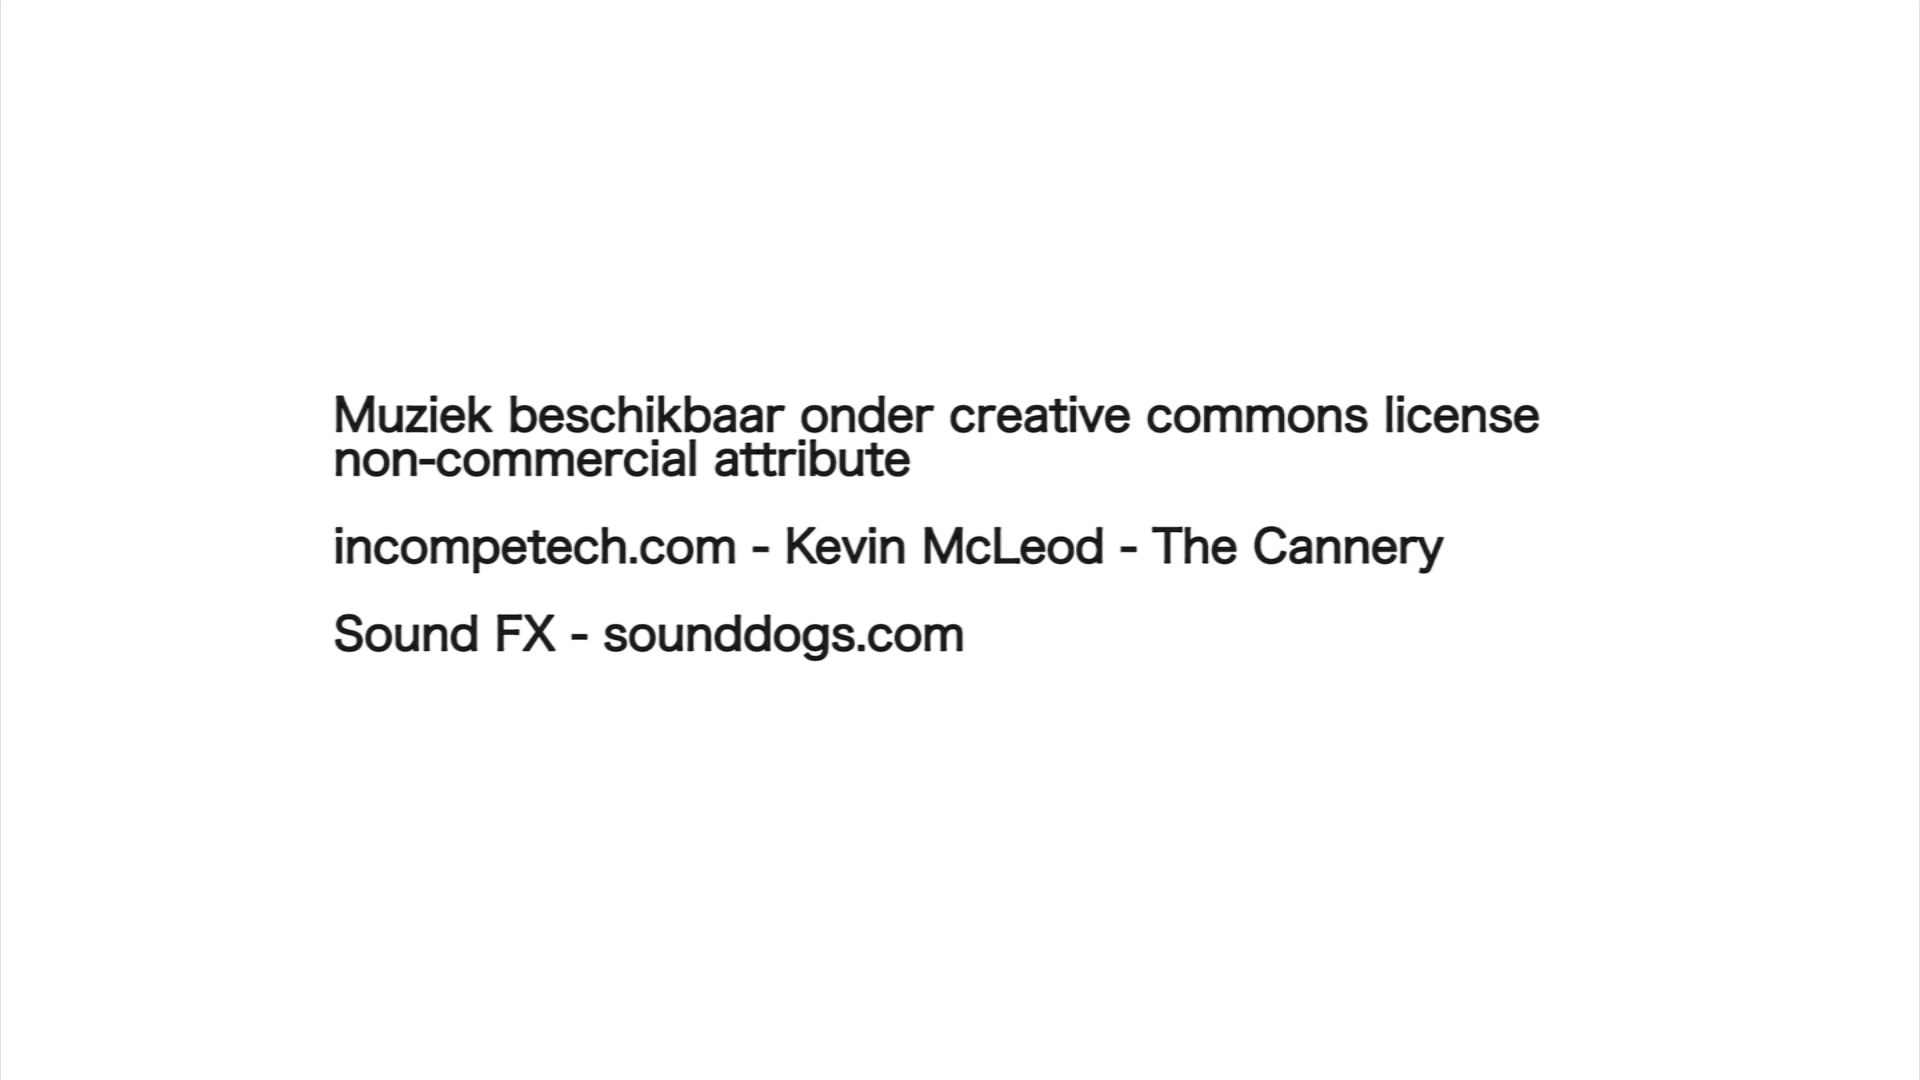 Muziek beschikbaar onder creative commons license
non-commercial attribute
incompetech.com - Kevin McLeod - The Cannery
Sound FX - sounddogs.com